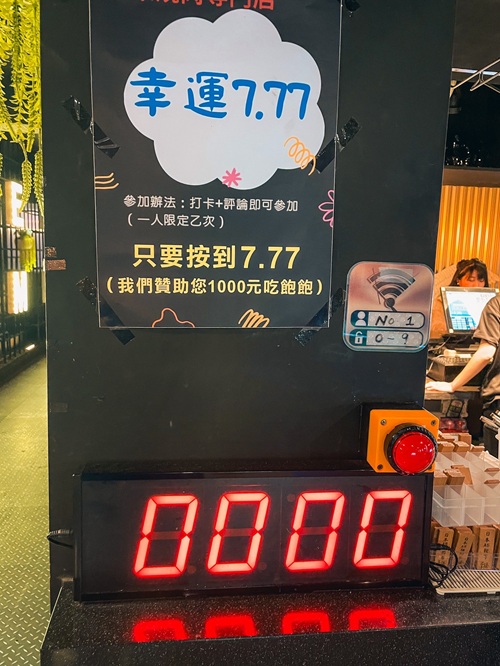 幸運7.77
參加辦法：打卡+評論即可參加
（一人限定乙次）
只要按到7.77
（我們贊助您1000元吃飽飽）
No. 1
0-9
0000